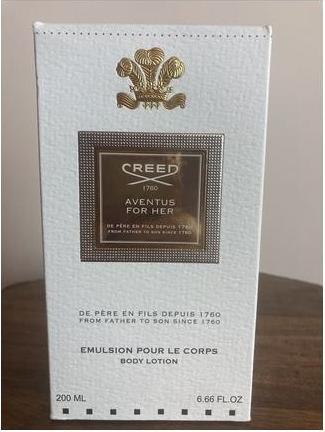 CREED
1760
AVENTUS
FOR HER
DE PÈRE EN FILS DEPUIS 1760
FROM FATHER TO SON SINCE 1760
DE PÈRE EN FILS DEPUIS 1760
FROM FATHER TO SON SINCE 1760
EMULSION POUR LE CORPS
BODY LOTION
200 ML 6.66 FL.OZ